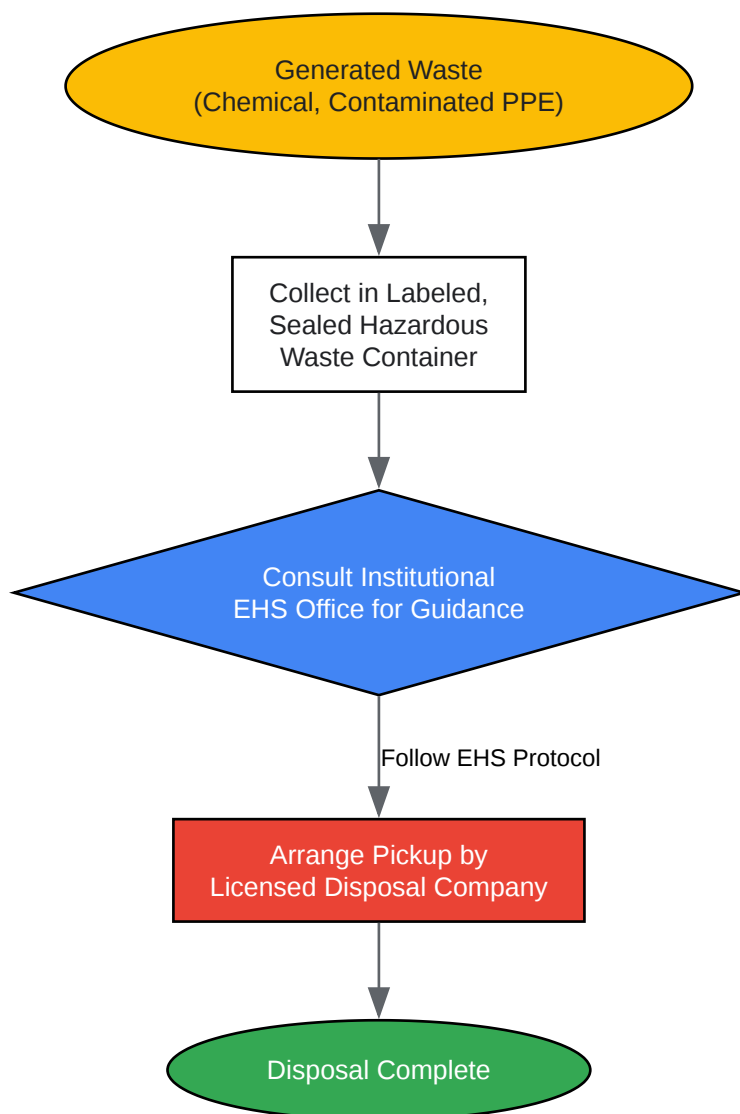 Generated Waste
(Chemical, Contaminated PPE)
Collect in Labeled,
Sealed Hazardous
Waste Container
Consult Institutional
EHS Office for Guidance
Follow EHS Protocol
Arrange Pickup by
Licensed Disposal Company
Disposal Complete